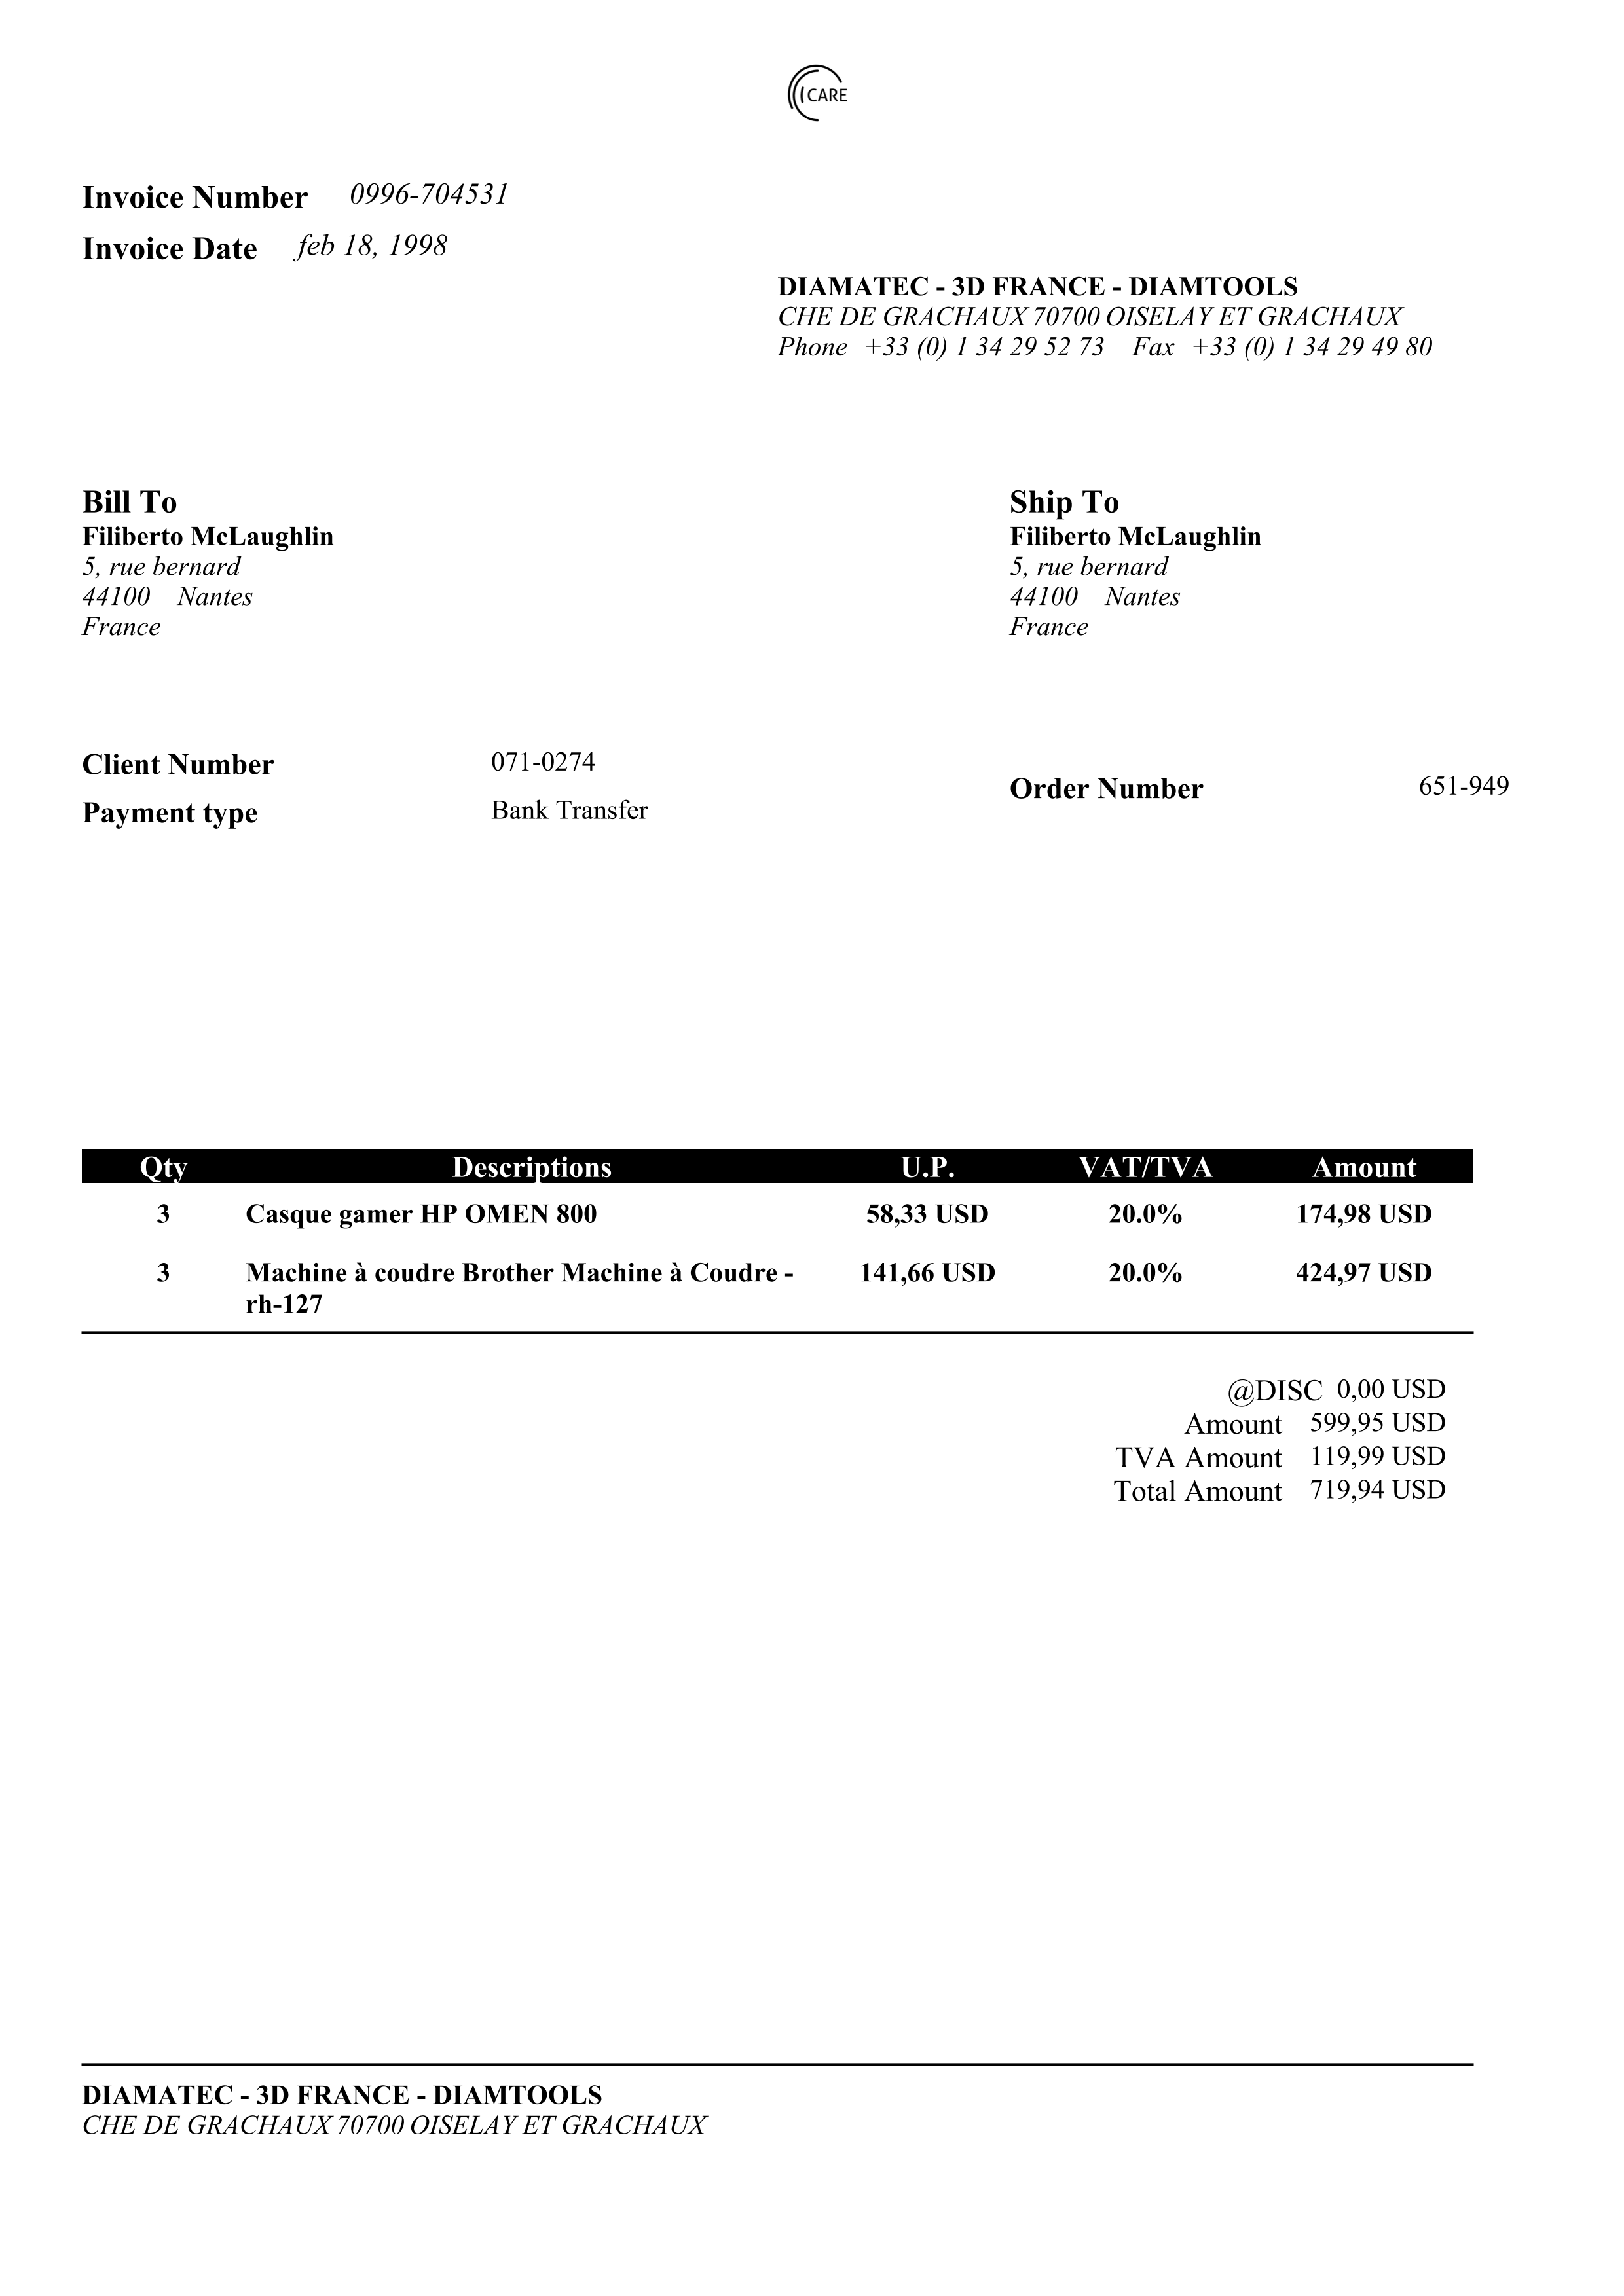 CARE
Invoice Number 0996-704531
Invoice Date feb 18, 1998
DIAMATEC - 3D FRANCE - DIAMTOOLS
CHE DE GRACHAUX 70700 OISELAY ET GRACHAUX
Phone +33 (0) 1 34 29 52 73 Fax +33 (0) 1 34 29 49 80
Bill To
Filiberto McLaughlin
5, rue bernard
44100 Nantes
France
Ship To
Filiberto McLaughlin
5, rue bernard
44100 Nantes
France
Client Number 071-0274
Payment type Bank Transfer
Order Number 651-949
Qty Descriptions U.P. VAT/TVA Amount
3 Casque gamer HP OMEN 800 58,33 USD 20.0% 174,98 USD
3 Machine à coudre Brother Machine à Coudre - 141,66 USD 20.0% 424,97 USD
rh-127
@DISC 0,00 USD
Amount 599,95 USD
TVA Amount 119,99 USD
Total Amount 719,94 USD
DIAMATEC - 3D FRANCE - DIAMTOOLS
CHE DE GRACHAUX 70700 OISELAY ET GRACHAUX